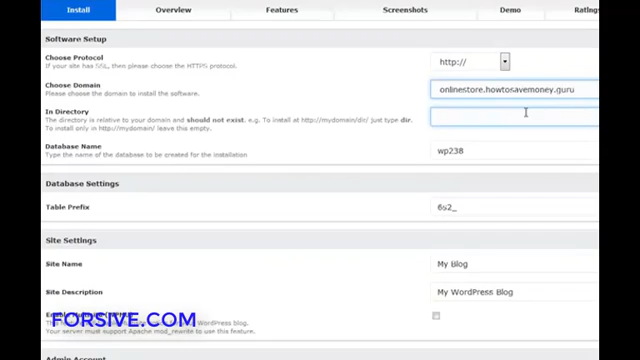 Install Overview Features Screenshots Demo Ratings
Software Setup
Choose Protocol
If your site has SSL, then please choose the HTTPS protocol.
http://
Choose Domain
Please choose the domain to install the software.
onlinestore.howtosavemoney.guru
In Directory
The directory is relative to your domain and should not exist. e.g. To install at http://mydomain/dir/ just type dir.
To install only in http://mydomain/ leave this empty.
Database Name
Type the name of the database to be created for the installation
wp238
Database Settings
Table Prefix
6s2_
Site Settings
Site Name
My Blog
Site Description
My WordPress Blog
Enable
WordPress blog.
Your server must support Apache mod_rewrite to use this feature.
FORSIVE.COM
Admin Account